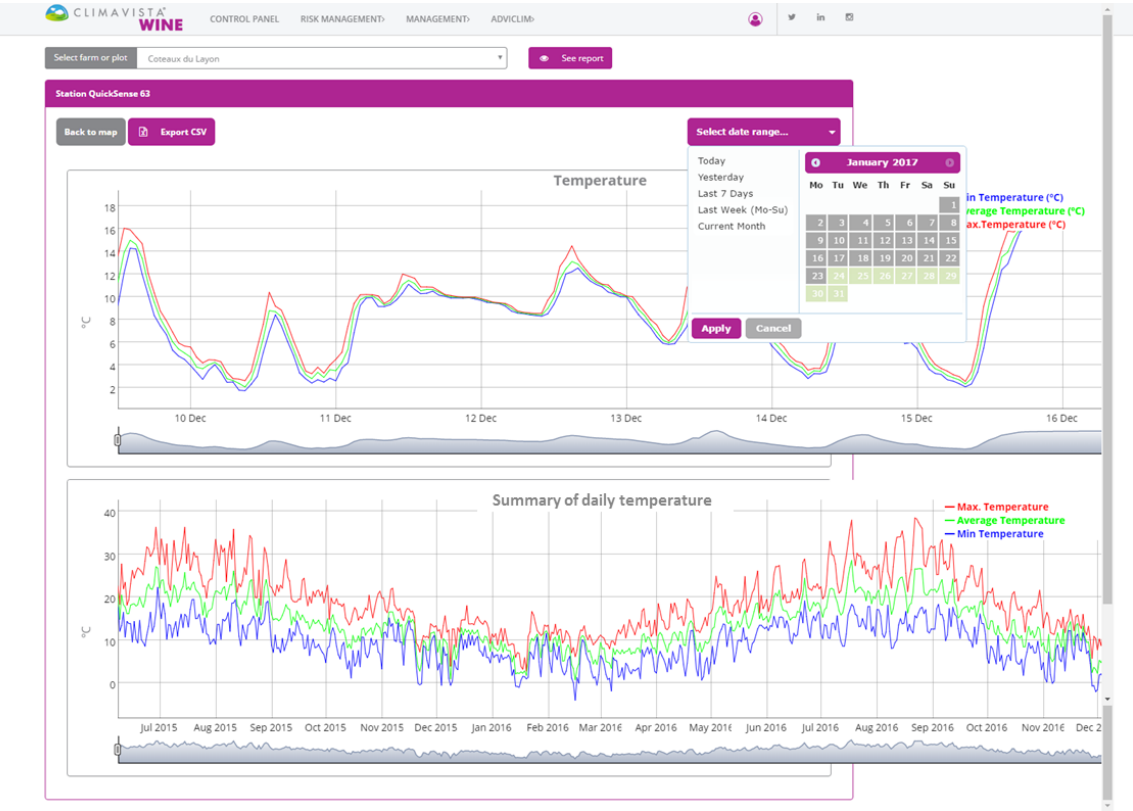 CLIMAVISTA
WINE
CONTROL PANEL RISK MANAGEMENT› MANAGEMENT› ADVICLIM›
Select farm or plot Coteaux du Layon See report
Station QuickSense 63
Back to map Export CSV Select date range...
Today
Yesterday
Last 7 Days
Last Week (Mo-Su)
Current Month
January 2017
Mo Tu We Th Fr Sa Su
1
2 3 4 5 6 7 8
9 10 11 12 13 14 15
16 17 18 19 20 21 22
23 24 25 26 27 28 29
30 31
Apply Cancel
Temperature
in Temperature (°C)
verage Temperature (°C)
ax.Temperature (°C)
18
16
14
12
10
8
6
4
2
°C
10 Dec 11 Dec 12 Dec 13 Dec 14 Dec 15 Dec 16 Dec
Summary of daily temperature
Max. Temperature
Average Temperature
Min Temperature
40
30
20
10
0
°C
Jul 2015 Aug 2015 Sep 2015 Oct 2015 Nov 2015 Dec 2015 Jan 2016 Feb 2016 Mar 2016 Apr 2016 May 2016 Jun 2016 Jul 2016 Aug 2016 Sep 2016 Oct 2016 Nov 2016 Dec 2